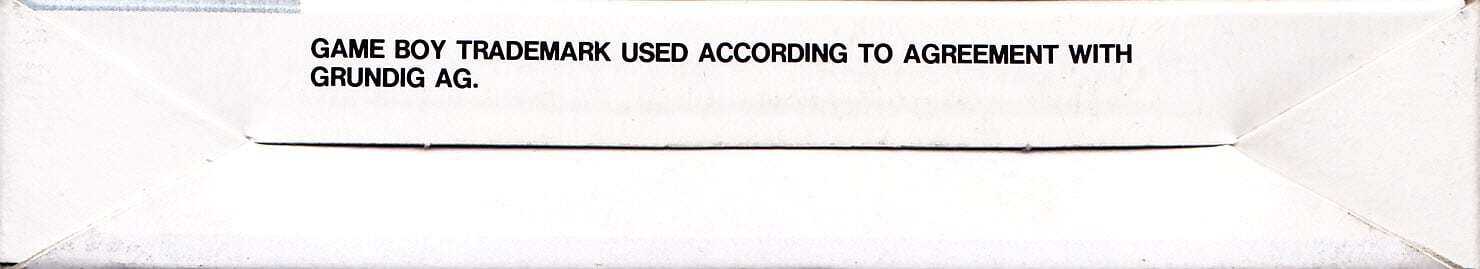 GAME BOY TRADEMARK USED ACCORDING TO AGREEMENT WITH
GRUNDIG AG.